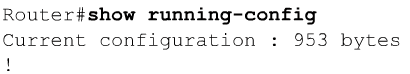 Router#show running-config
Current configuration : 953 bytes
!